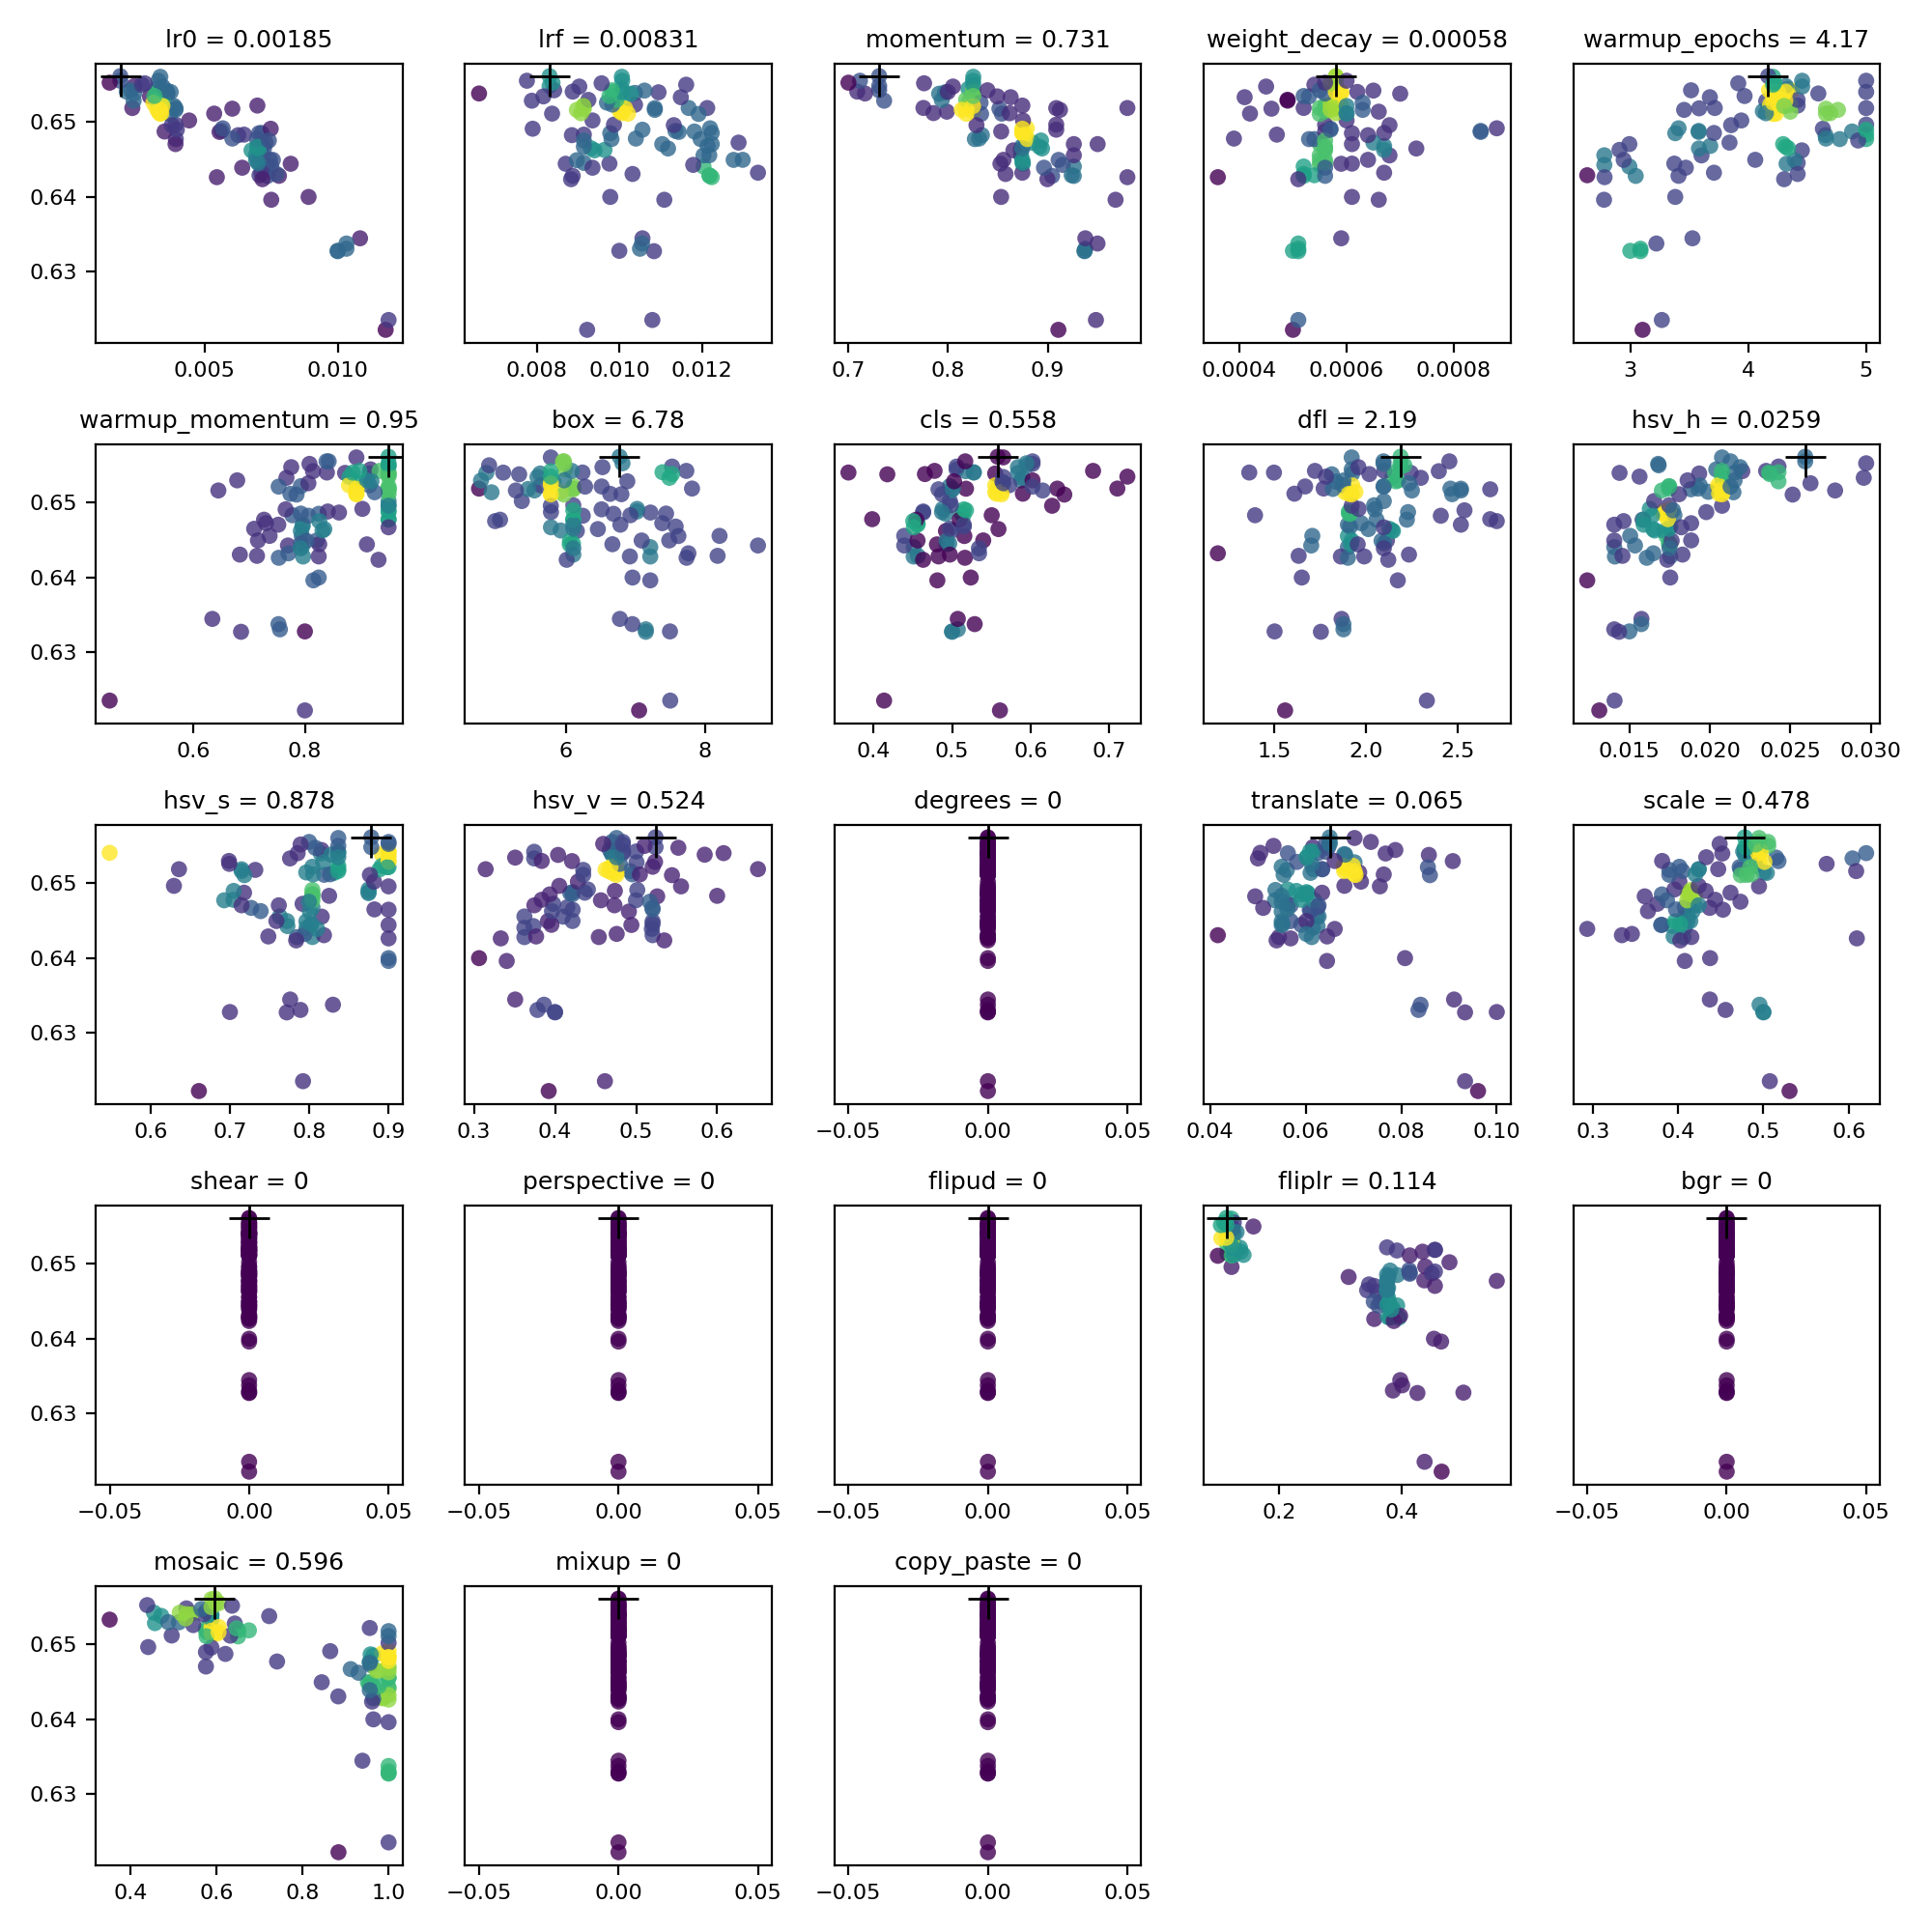 lr0 = 0.00185 lrf = 0.00831 momentum = 0.731 weight_decay = 0.00058 warmup_epochs = 4.17
0.65
0.64
0.63
0.005 0.010 0.008 0.010 0.012 0.7 0.8 0.9 0.0004 0.0006 0.0008 3 4 5
warmup_momentum = 0.95 box = 6.78 cls = 0.558 dfl = 2.19 hsv_h = 0.0259
0.65
0.64
0.63
0.6 0.8 6 8 0.4 0.5 0.6 0.7 1.5 2.0 2.5 0.015 0.020 0.025 0.030
hsv_s = 0.878 hsv_v = 0.524 degrees = 0 translate = 0.065 scale = 0.478
0.65
0.64
0.63
0.6 0.7 0.8 0.9 0.3 0.4 0.5 0.6 −0.05 0.00 0.05 0.04 0.06 0.08 0.10 0.3 0.4 0.5 0.6
shear = 0 perspective = 0 flipud = 0 fliplr = 0.114 bgr = 0
0.65
0.64
0.63
−0.05 0.00 0.05 −0.05 0.00 0.05 −0.05 0.00 0.05 0.2 0.4 −0.05 0.00 0.05
mosaic = 0.596 mixup = 0 copy_paste = 0
0.65
0.64
0.63
0.4 0.6 0.8 1.0 −0.05 0.00 0.05 −0.05 0.00 0.05